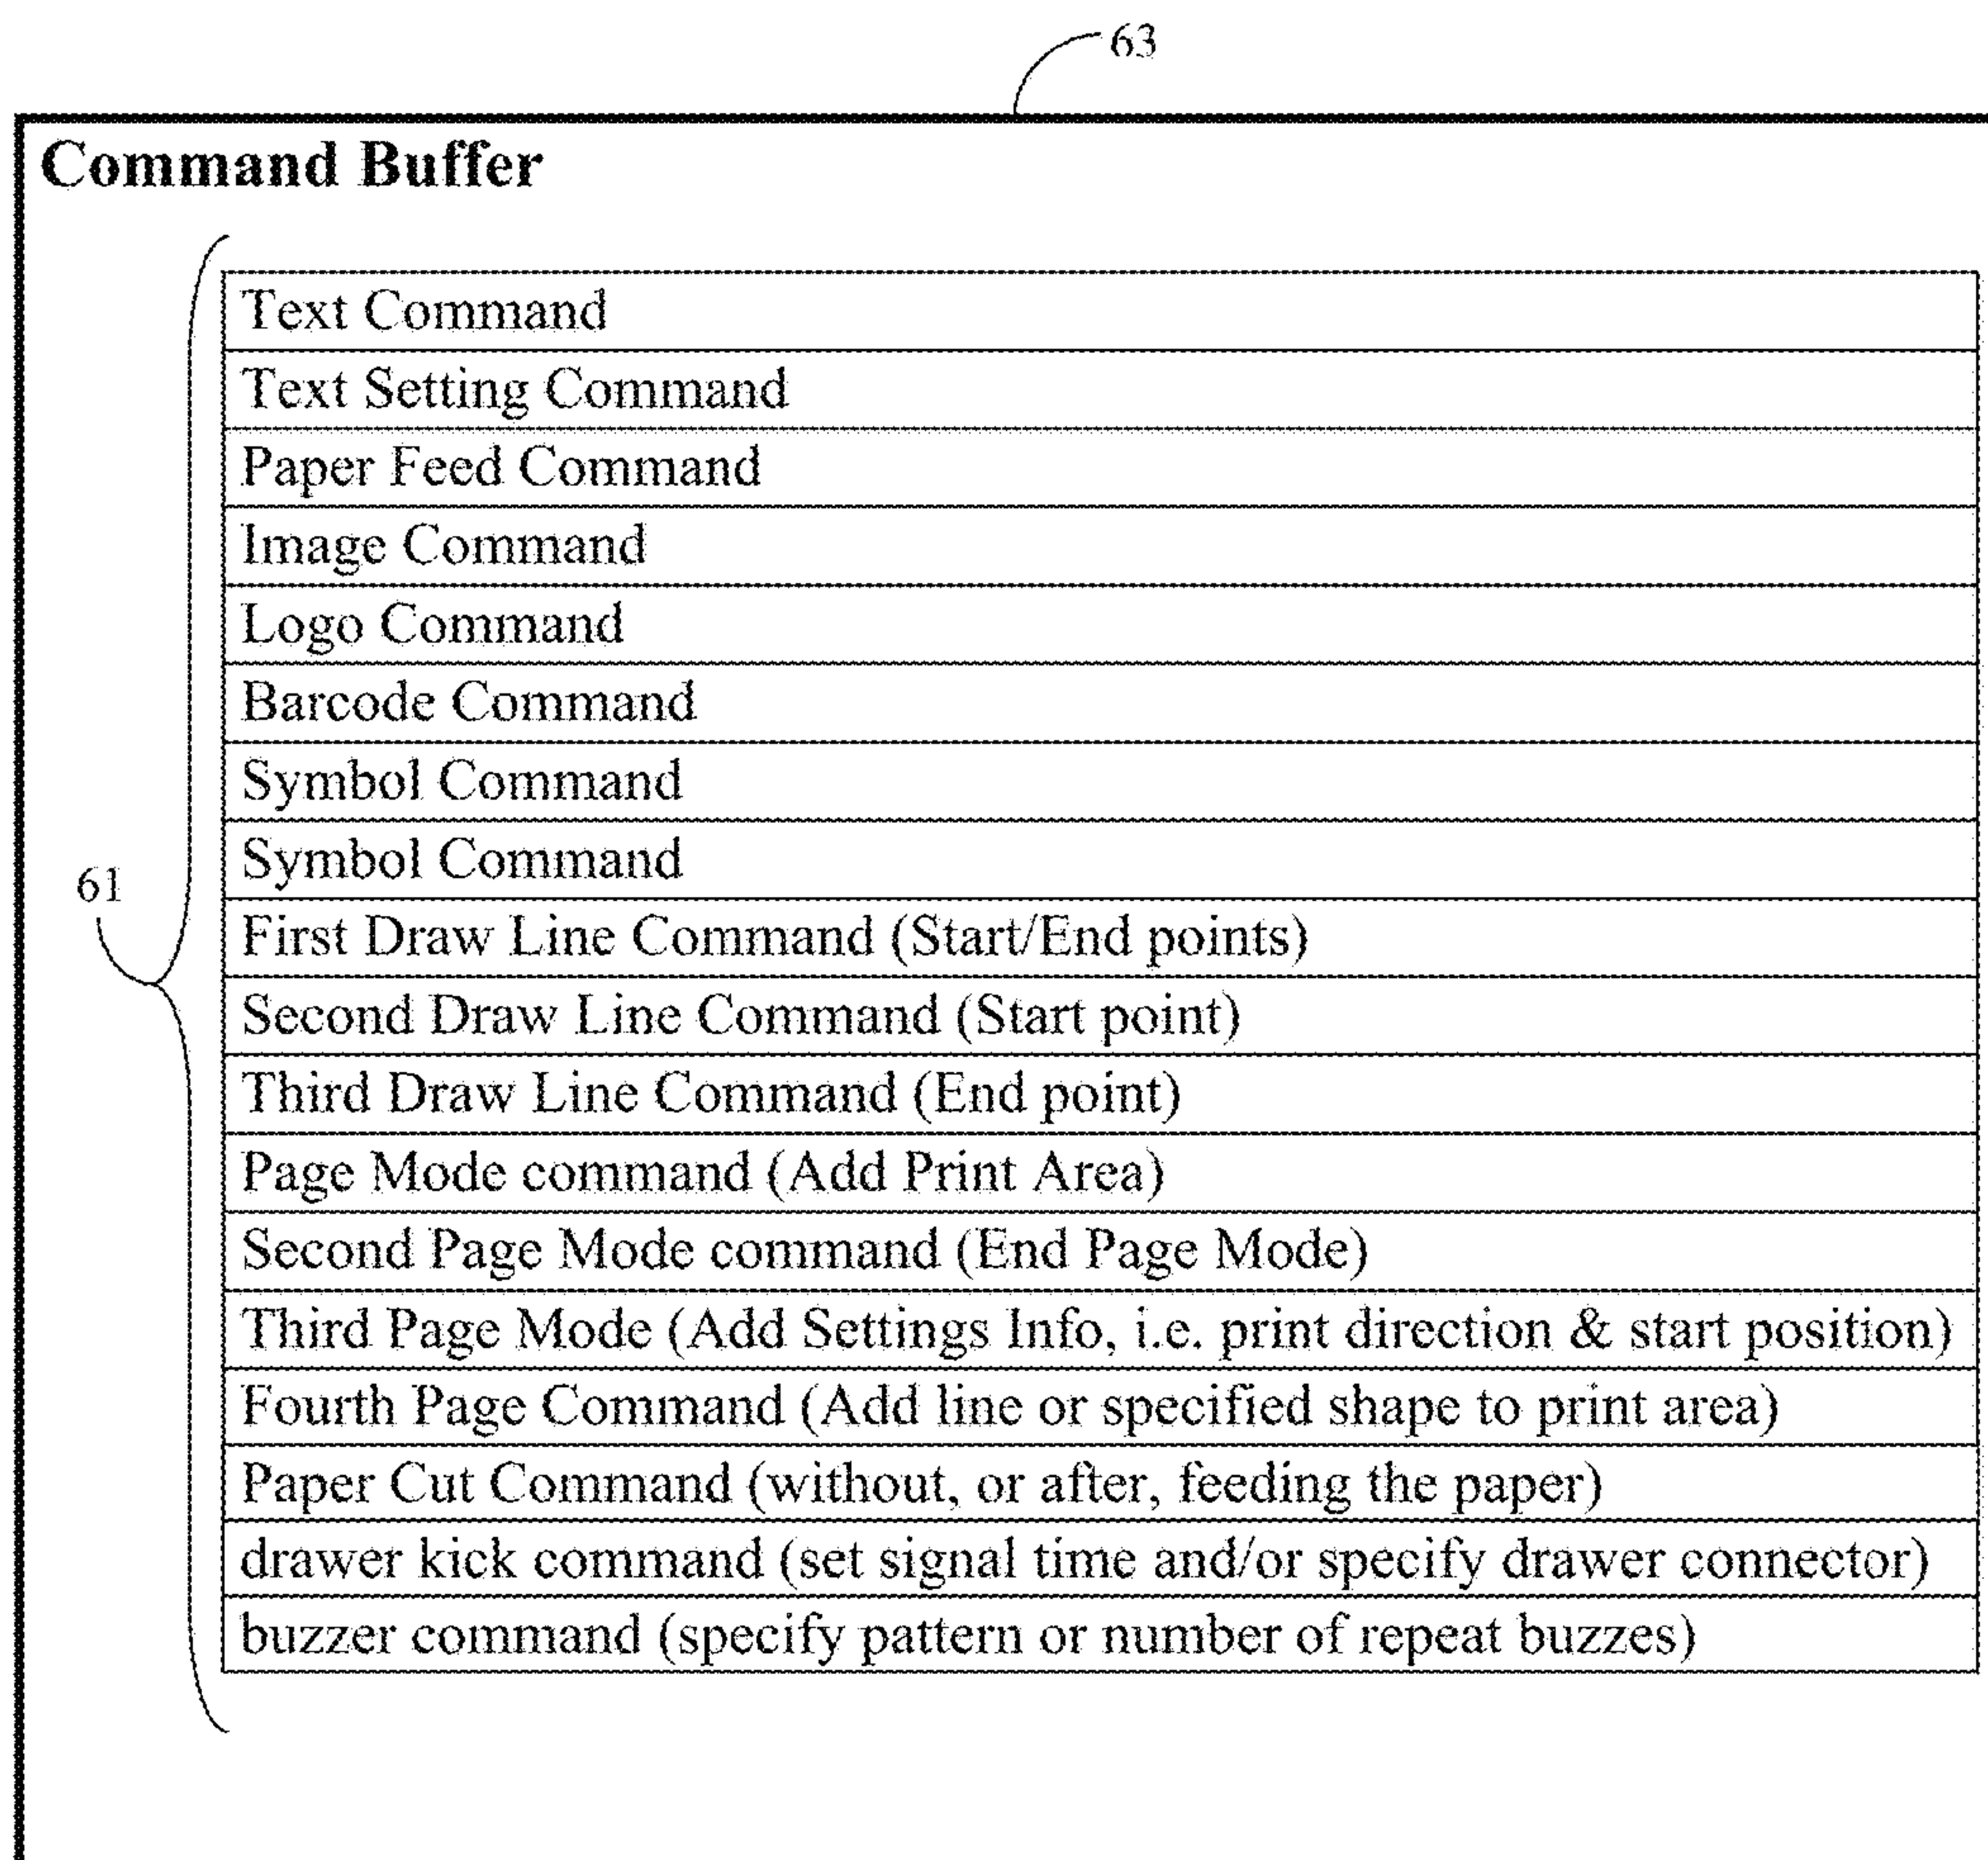 63
Command Buffer
Text Command
Text Setting Command
Paper Feed Command
Image Command
Logo Command
Barcode Command
Symbol Command
Symbol Command
61
First Draw Line Command (Start/End points)
Second Draw Line Command (Start point)
Third Draw Line Command (End point)
Page Mode command (Add Print Area)
Second Page Mode command (End Page Mode)
Third Page Mode (Add Settings Info, i.e. print direction & start position)
Fourth Page Command (Add line or specified shape to print area)
Paper Cut Command (without, or after, feeding the paper)
drawer kick command (set signal time and/or specify drawer connector)
buzzer command (specify pattern or number of repeat buzzes)